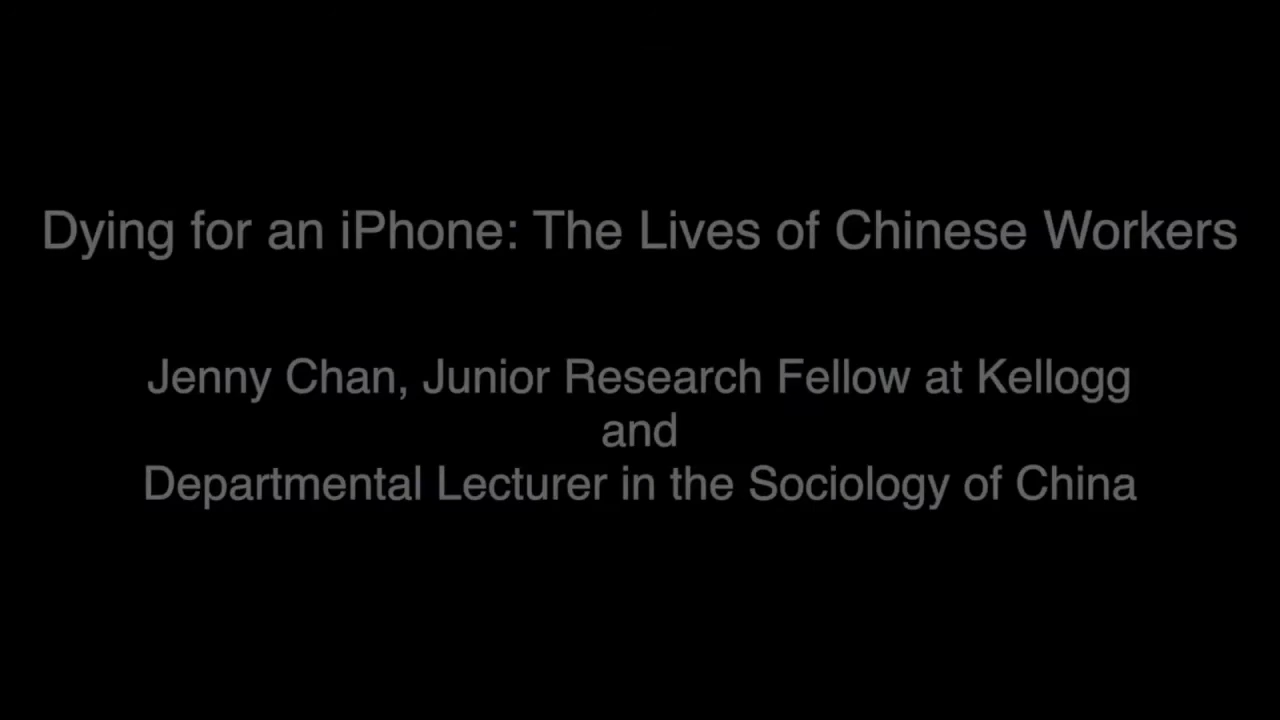 Dying for an iPhone: The Lives of Chinese Workers
Jenny Chan, Junior Research Fellow at Kellogg
and
Departmental Lecturer in the Sociology of China